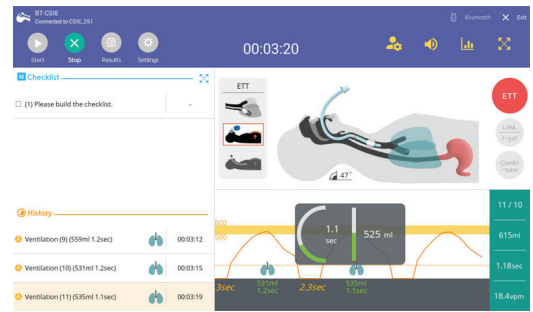 BT-CSIE
Connected to CSIE_251
Bluetooth
Exit
Start
Stop
Results
Settings
00:03:20
M Checklist
(1) Please build the checklist.
-
History
Ventilation (9) (559ml 1.2sec)
00:03:12
Ventilation (10) (531ml 1.2sec)
00:03:15
Ventilation (11) (535ml 1.1sec)
00:03:19
ETT
47°
ETT
LMA
i-gel
Combi
-tube
600
500
1.1
sec
525 ml
3sec
531ml
1.2sec
2.3sec
535ml
1.1sec
11 / 10
615ml
1.18sec
18.4vpm